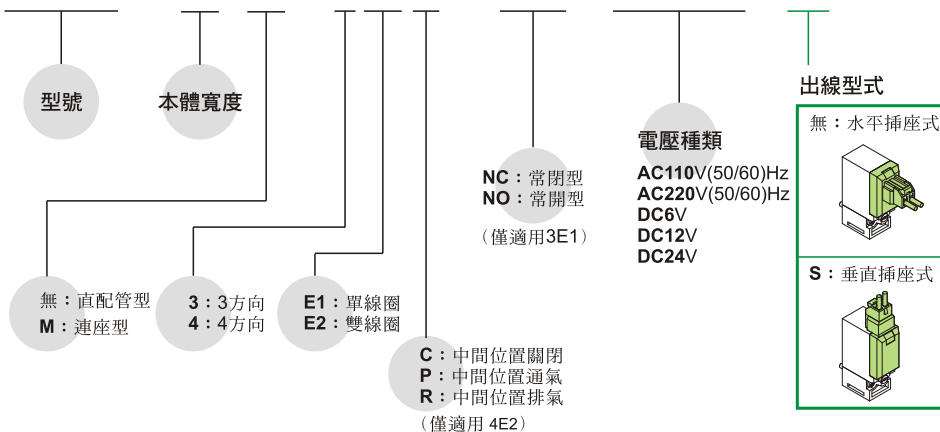 型號
本體寬度
出線型式
無：水平插座式
電壓種類
AC110V(50/60)Hz
AC220V(50/60)Hz
DC6V
DC12V
DC24V
NC：常閉型
NO：常開型
（僅適用3E1）
S：垂直插座式
無：直配管型
M：連座型
3：3方向
4：4方向
E1：單線圈
E2：雙線圈
C：中間位置關閉
P：中間位置通氣
R：中間位置排氣
（僅適用 4E2）